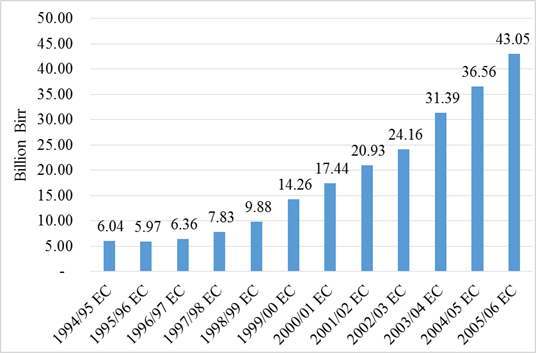 50.00
45.00
40.00
35.00
30.00
25.00
20.00
15.00
10.00
5.00
-
Billion Birr
6.04
5.97
6.36
7.83
9.88
14.26
17.44
20.93
24.16
31.39
36.56
43.05
1994/95 EC
1995/96 EC
1996/97 EC
1997/98 EC
1998/99 EC
1999/00 EC
2000/01 EC
2001/02 EC
2002/03 EC
2003/04 EC
2004/05 EC
2005/06 EC